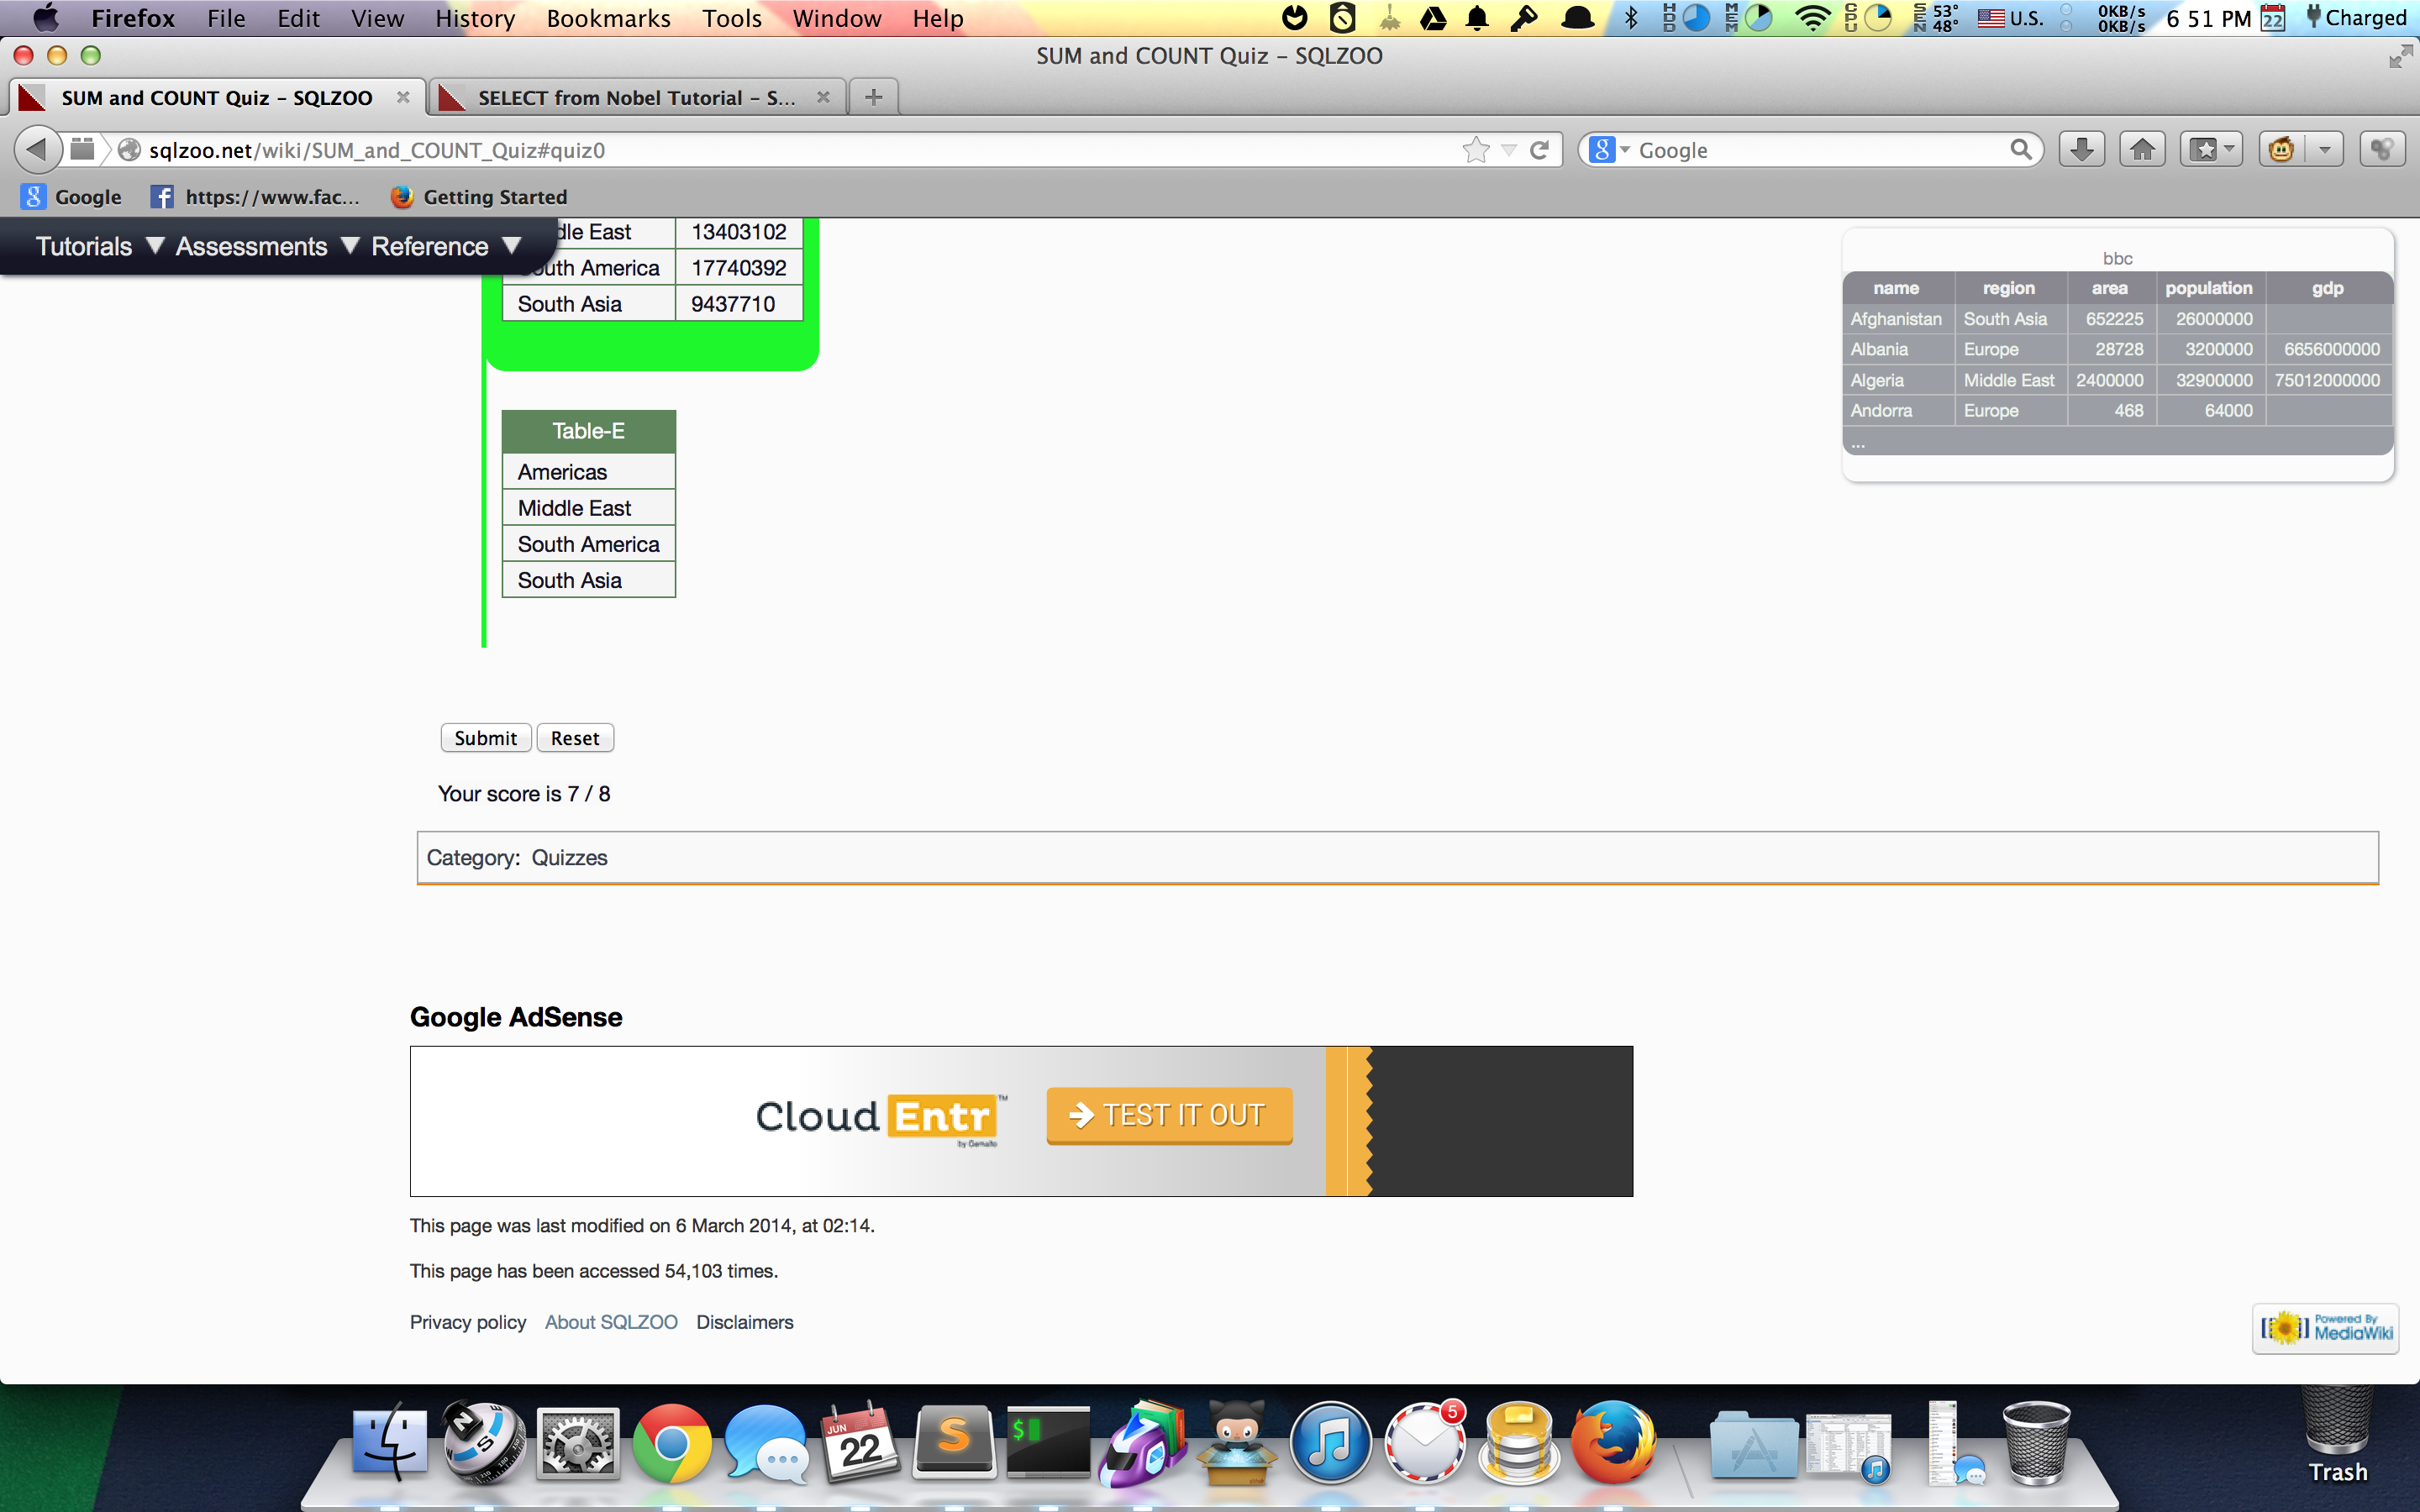 Firefox File Edit View History Bookmarks Tools Window Help
HDD MEM CPU SEN 53° 48° U.S. 0KB/s 0KB/s 6 51 PM 22 Charged
SUM and COUNT Quiz – SQLZOO
SUM and COUNT Quiz – SQLZOO
SELECT from Nobel Tutorial – S...
sqlzoo.net/wiki/SUM_and_COUNT_Quiz#quiz0
Google
Google https://www.fac... Getting Started
Tutorials ▼ Assessments ▼ Reference ▼
dle East 13403102
outh America 17740392
South Asia 9437710
bbc
name region area population gdp
Afghanistan South Asia 652225 26000000
Albania Europe 28728 3200000 6656000000
Algeria Middle East 2400000 32900000 75012000000
Andorra Europe 468 64000
...
Table-E
Americas
Middle East
South America
South Asia
Submit Reset
Your score is 7 / 8
Category: Quizzes
Google AdSense
Cloud Entr™
by Gemalto
TEST IT OUT
This page was last modified on 6 March 2014, at 02:14.
This page has been accessed 54,103 times.
Privacy policy About SQLZOO Disclaimers
Powered By
MediaWiki
JUN
22
S
$
5
Trash